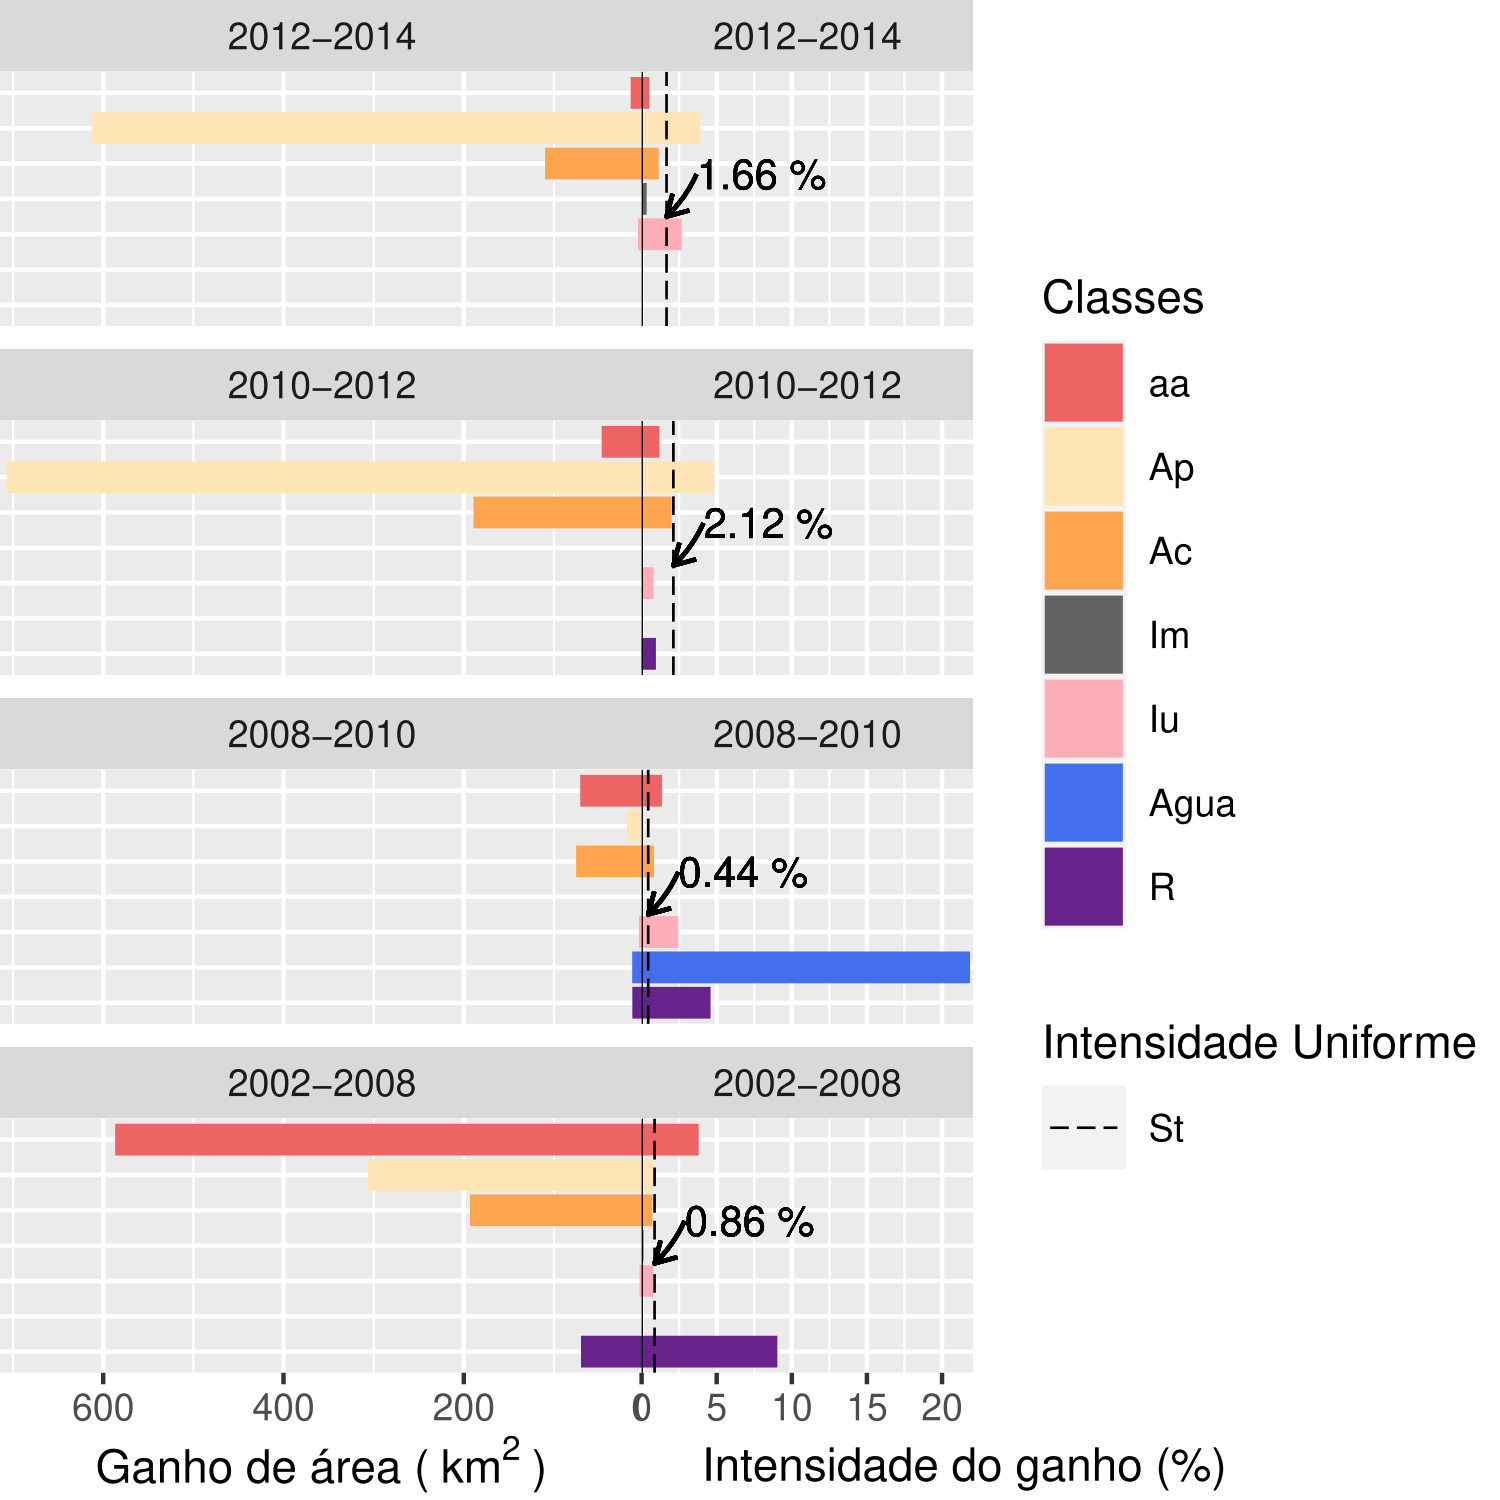 2012–2014 2012–2014
1.66 %
2010–2012 2010–2012
2.12 %
2008–2010 2008–2010
0.44 %
2002–2008 2002–2008
0.86 %
600 400 200 0 0 5 10 15 20
Ganho de área ( km² ) Intensidade do ganho (%)
Classes
aa
Ap
Ac
Im
Iu
Agua
R
Intensidade Uniforme
St